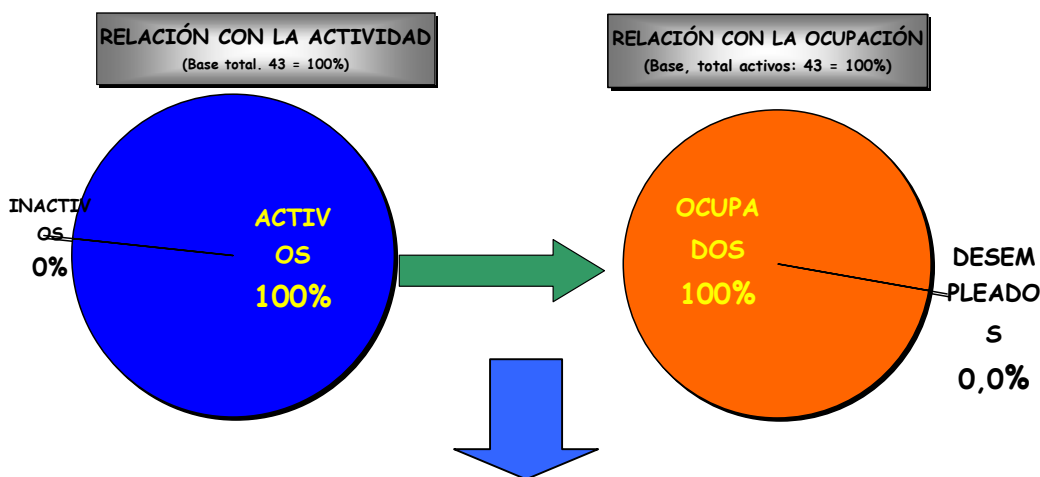 RELACIÓN CON LA ACTIVIDAD
(Base total. 43 = 100%)
RELACIÓN CON LA OCUPACIÓN
(Base, total activos: 43 = 100%)
INACTIV
OS
0%
ACTIV
OS
100%
OCUPA
DOS
100%
DESEM
PLEADO
S
0,0%